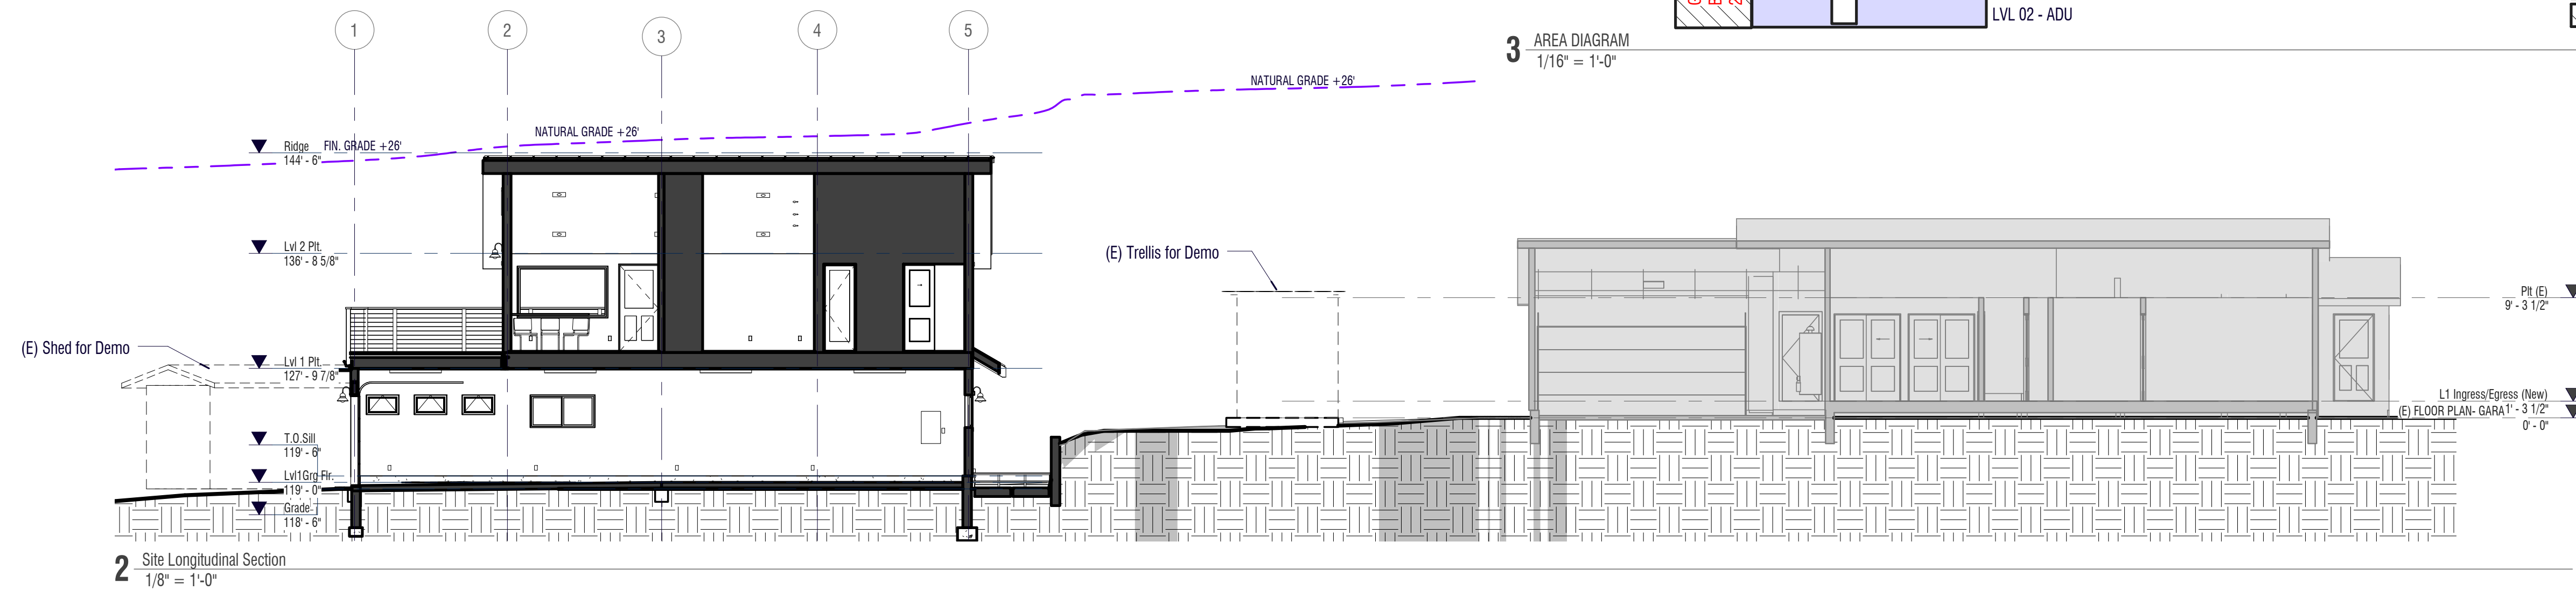 1
2
3
4
5
LVL 02 - ADU
3
AREA DIAGRAM
1/16" = 1'-0"
NATURAL GRADE +26'
NATURAL GRADE +26'
Ridge
FIN. GRADE +26'
144' - 6"
Lvl 2 Plt.
136' - 8 5/8"
(E) Trellis for Demo
Plt (E)
9' - 3 1/2"
(E) Shed for Demo
Lvl 1 Plt.
127' - 9 7/8"
L1 Ingress/Egress (New)
1' - 3 1/2"
(E) FLOOR PLAN- GARA
0' - 0"
T.O.Sill
119' - 6"
Lvl1Grg Flr.
119' - 0"
Grade
118' - 6"
2
Site Longitudinal Section
1/8" = 1'-0"